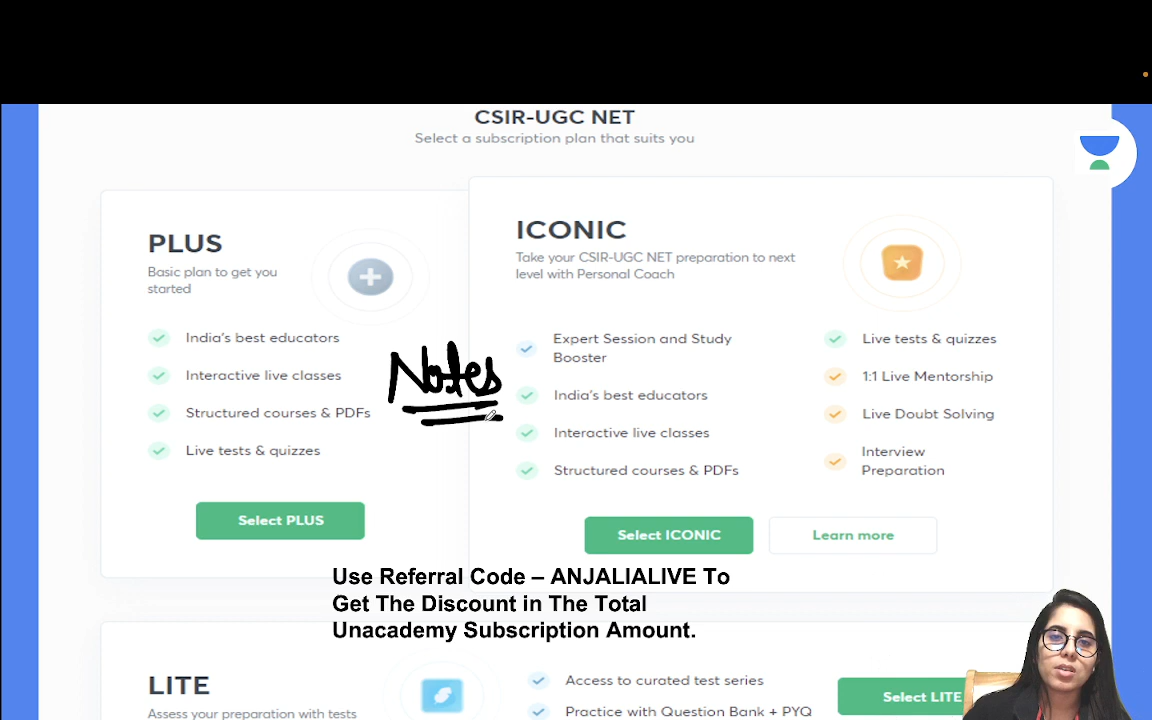 CSIR-UGC NET
Select a subscription plan that suits you
PLUS
Basic plan to get you
started
India's best educators
Interactive live classes
Structured courses & PDFs
Live tests & quizzes
Select PLUS
Notes
ICONIC
Take your CSIR-UGC NET preparation to next
level with Personal Coach
Expert Session and Study
Booster
India's best educators
Interactive live classes
Structured courses & PDFs
Live tests & quizzes
1:1 Live Mentorship
Live Doubt Solving
Interview
Preparation
Select ICONIC
Learn more
Use Referral Code – ANJALIALIVE To
Get The Discount in The Total
Unacademy Subscription Amount.
LITE
Assess your preparation with tests
Access to curated test series
Practice with Question Bank + PYQ
Select LITE